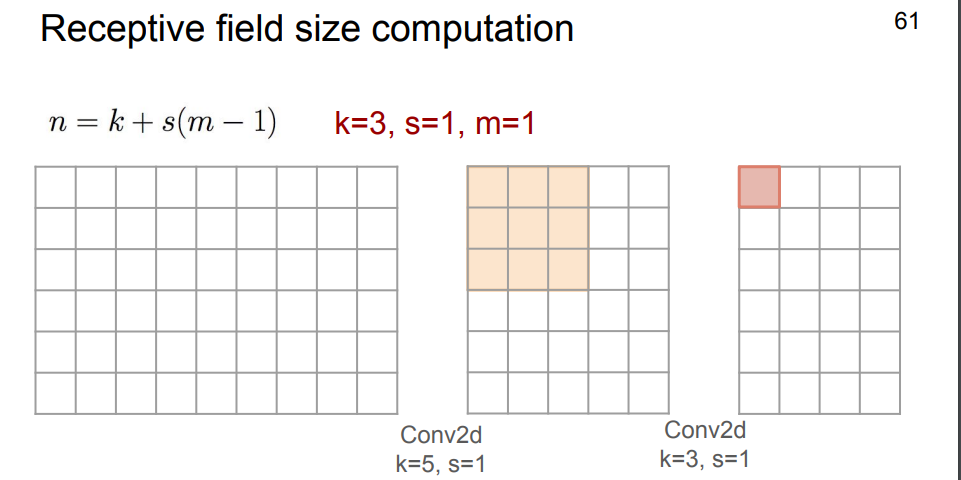 Receptive field size computation
61
n = k + s(m − 1)
k=3, s=1, m=1
Conv2d
k=5, s=1
Conv2d
k=3, s=1